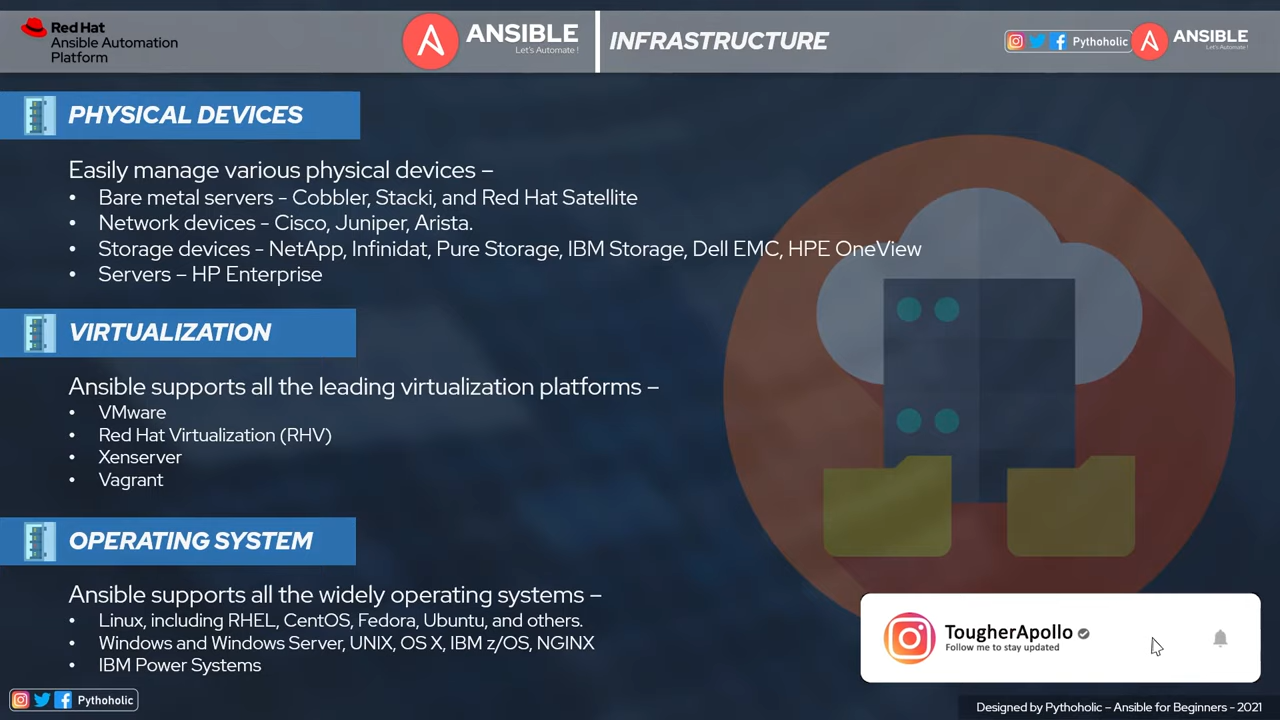 Red Hat
Ansible Automation
Platform
ANSIBLE
Let's Automate !
INFRASTRUCTURE
Pythoholic
ANSIBLE
Let's Automate !
PHYSICAL DEVICES
Easily manage various physical devices –
• Bare metal servers - Cobbler, Stacki, and Red Hat Satellite
• Network devices - Cisco, Juniper, Arista.
• Storage devices - NetApp, Infinidat, Pure Storage, IBM Storage, Dell EMC, HPE OneView
• Servers – HP Enterprise
VIRTUALIZATION
Ansible supports all the leading virtualization platforms –
• VMware
• Red Hat Virtualization (RHV)
• Xenserver
• Vagrant
OPERATING SYSTEM
Ansible supports all the widely operating systems –
• Linux, including RHEL, CentOS, Fedora, Ubuntu, and others.
• Windows and Windows Server, UNIX, OS X, IBM z/OS, NGINX
• IBM Power Systems
TougherApollo
Follow me to stay updated
Pythoholic
Designed by Pythoholic – Ansible for Beginners - 2021